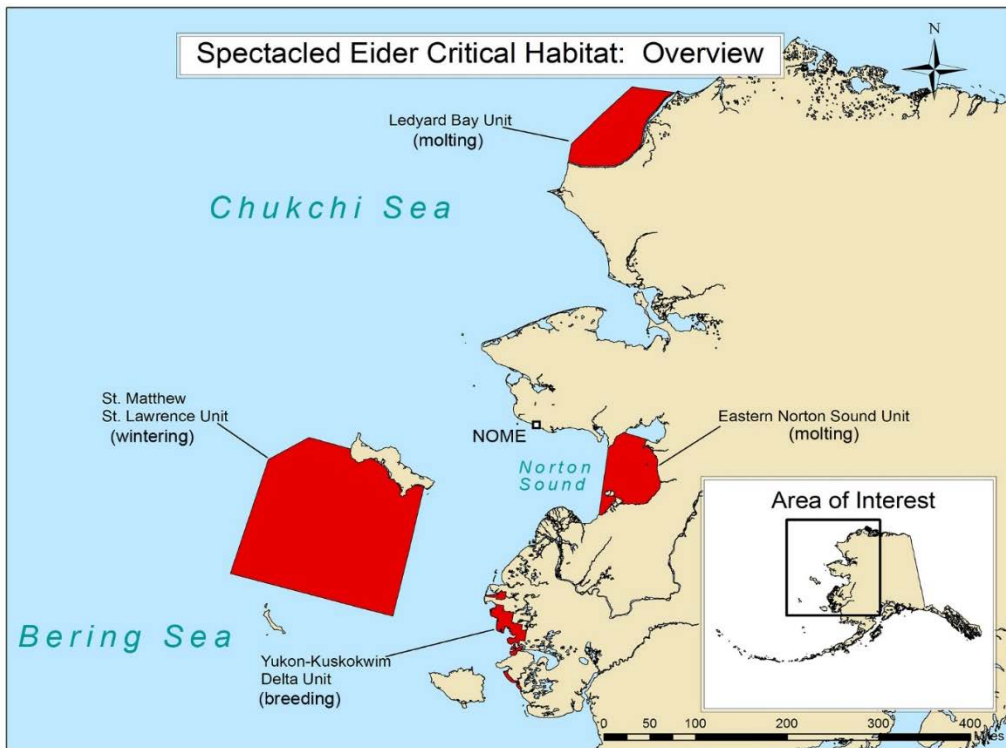 Spectacled Eider Critical Habitat: Overview
N
Ledyard Bay Unit
(molting)
Chukchi Sea
St. Matthew
St. Lawrence Unit
(wintering)
NOME
Eastern Norton Sound Unit
(molting)
Norton
Sound
Area of Interest
Bering Sea
Yukon-Kuskokwim
Delta Unit
(breeding)
0 50 100 200 300 400
Miles